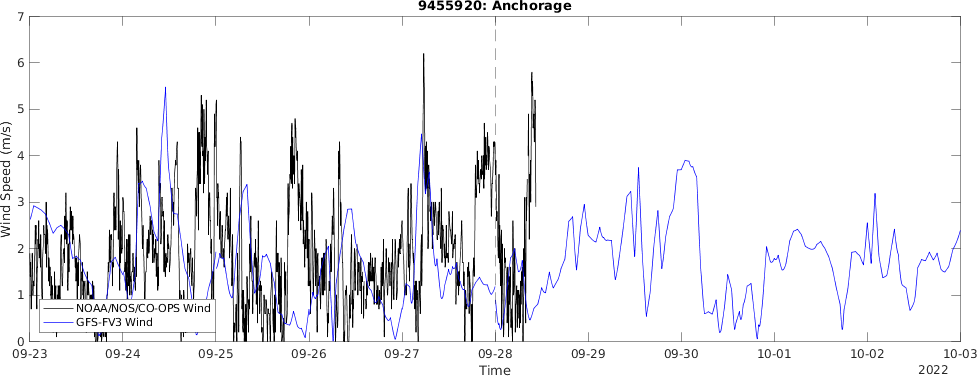 9455920: Anchorage
7
6
5
4
3
2
1
0
Wind Speed (m/s)
NOAA/NOS/CO-OPS Wind
GFS-FV3 Wind
09-23 09-24 09-25 09-26 09-27 09-28 09-29 09-30 10-01 10-02 10-03
Time
2022